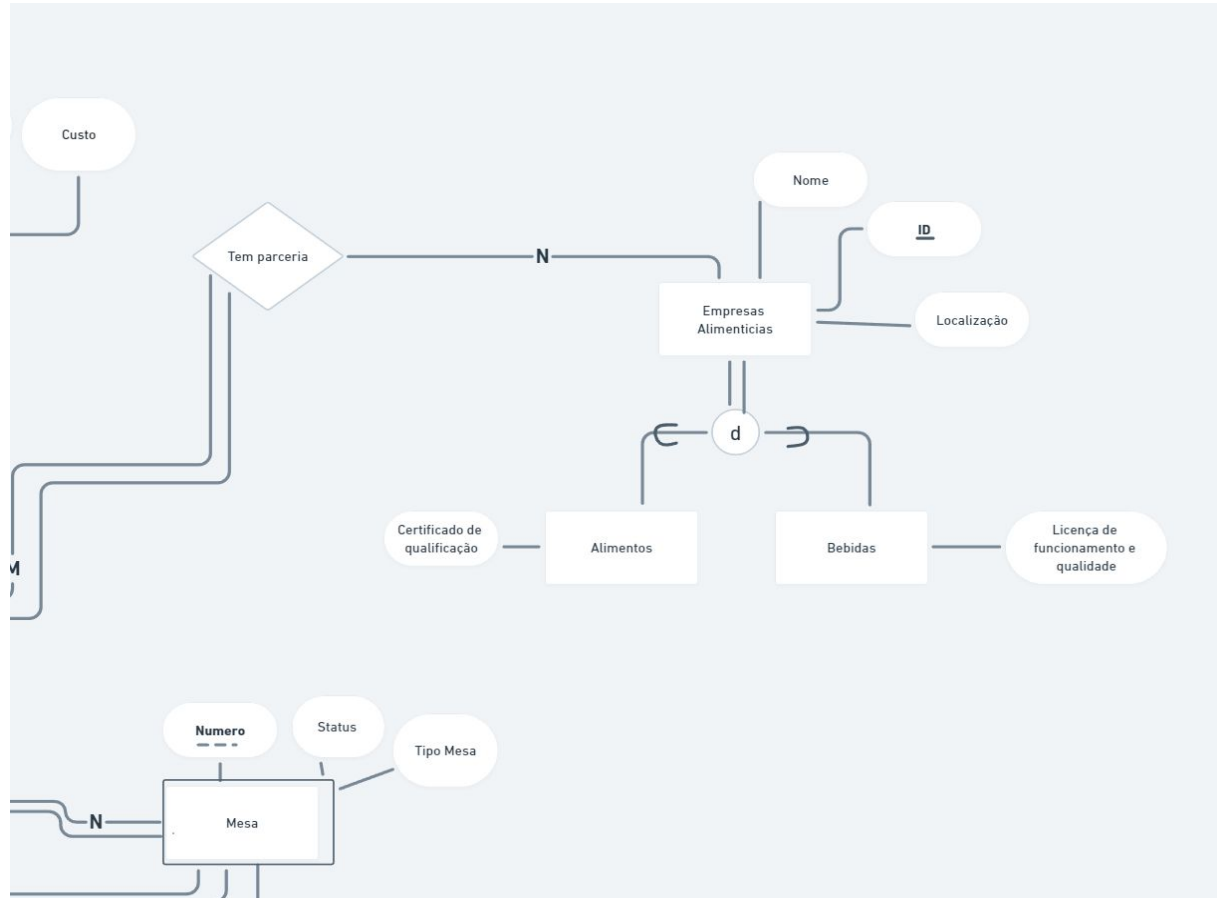 Custo
Nome
ID
Tem parceria
N
Empresas
Alimenticias
Localização
d
Certificado de
qualificação
Alimentos
Bebidas
Licença de
funcionamento e
qualidade
M
Numero
Status
Tipo Mesa
N
Mesa